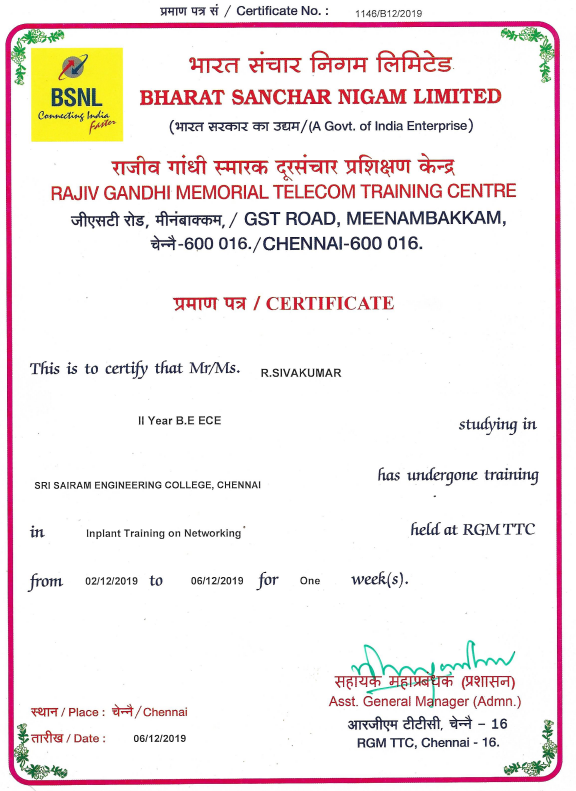 प्रमाण पत्र सं / Certificate No. : 1146/B12/2019
BSNL
Connecting India
faster
भारत संचार निगम लिमिटेड
BHARAT SANCHAR NIGAM LIMITED
(भारत सरकार का उद्यम/(A Govt. of India Enterprise)
राजीव गांधी स्मारक दूरसंचार प्रशिक्षण केन्द्र
RAJIV GANDHI MEMORIAL TELECOM TRAINING CENTRE
जीएसटी रोड, मीनंबाक्कम, / GST ROAD, MEENAMBAKKAM,
चेन्नै-600 016./CHENNAI-600 016.
प्रमाण पत्र / CERTIFICATE
This is to certify that Mr/Ms. R.SIVAKUMAR
II Year B.E ECE studying in
SRI SAIRAM ENGINEERING COLLEGE, CHENNAI has undergone training
in Inplant Training on Networking held at RGM TTC
from 02/12/2019 to 06/12/2019 for One week(s).
सहायक महाप्रबंधक (प्रशासन)
Asst. General Manager (Admn.)
स्थान / Place : चेन्नै / Chennai
आरजीएम टीटीसी, चेन्नै - 16
तारीख / Date : 06/12/2019
RGM TTC, Chennai - 16.